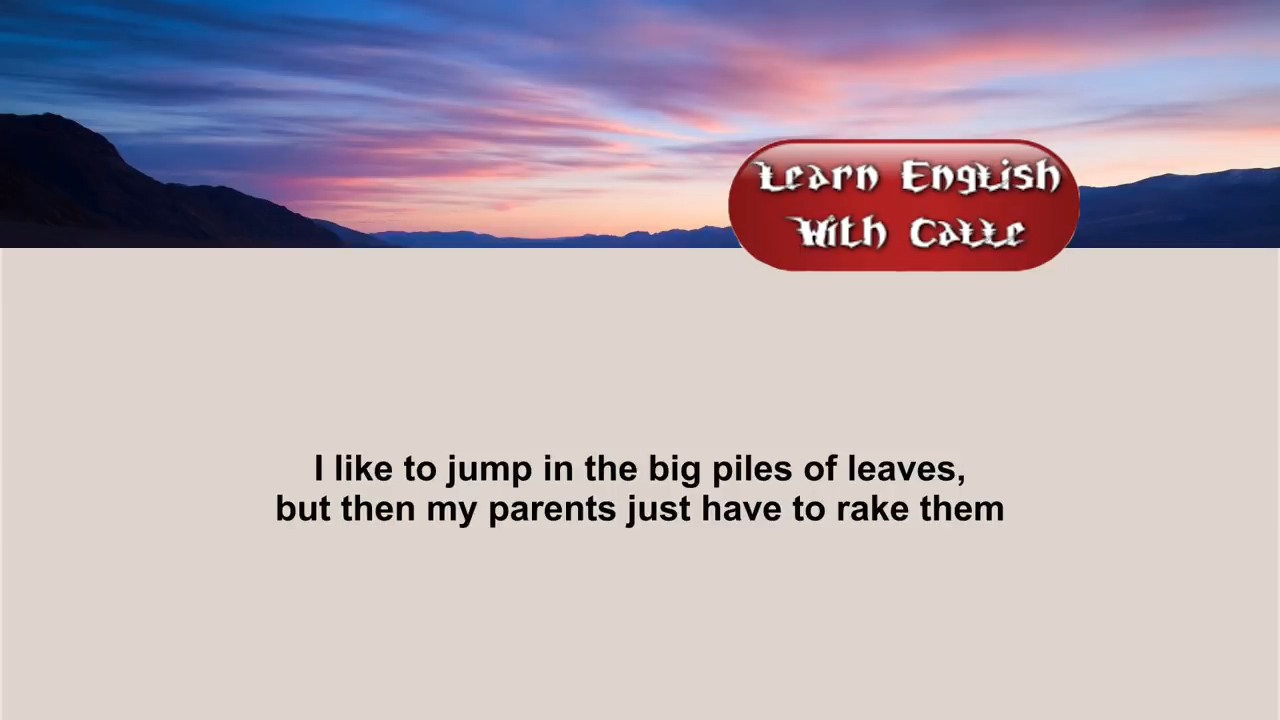 Learn English
With Calle
I like to jump in the big piles of leaves,
but then my parents just have to rake them